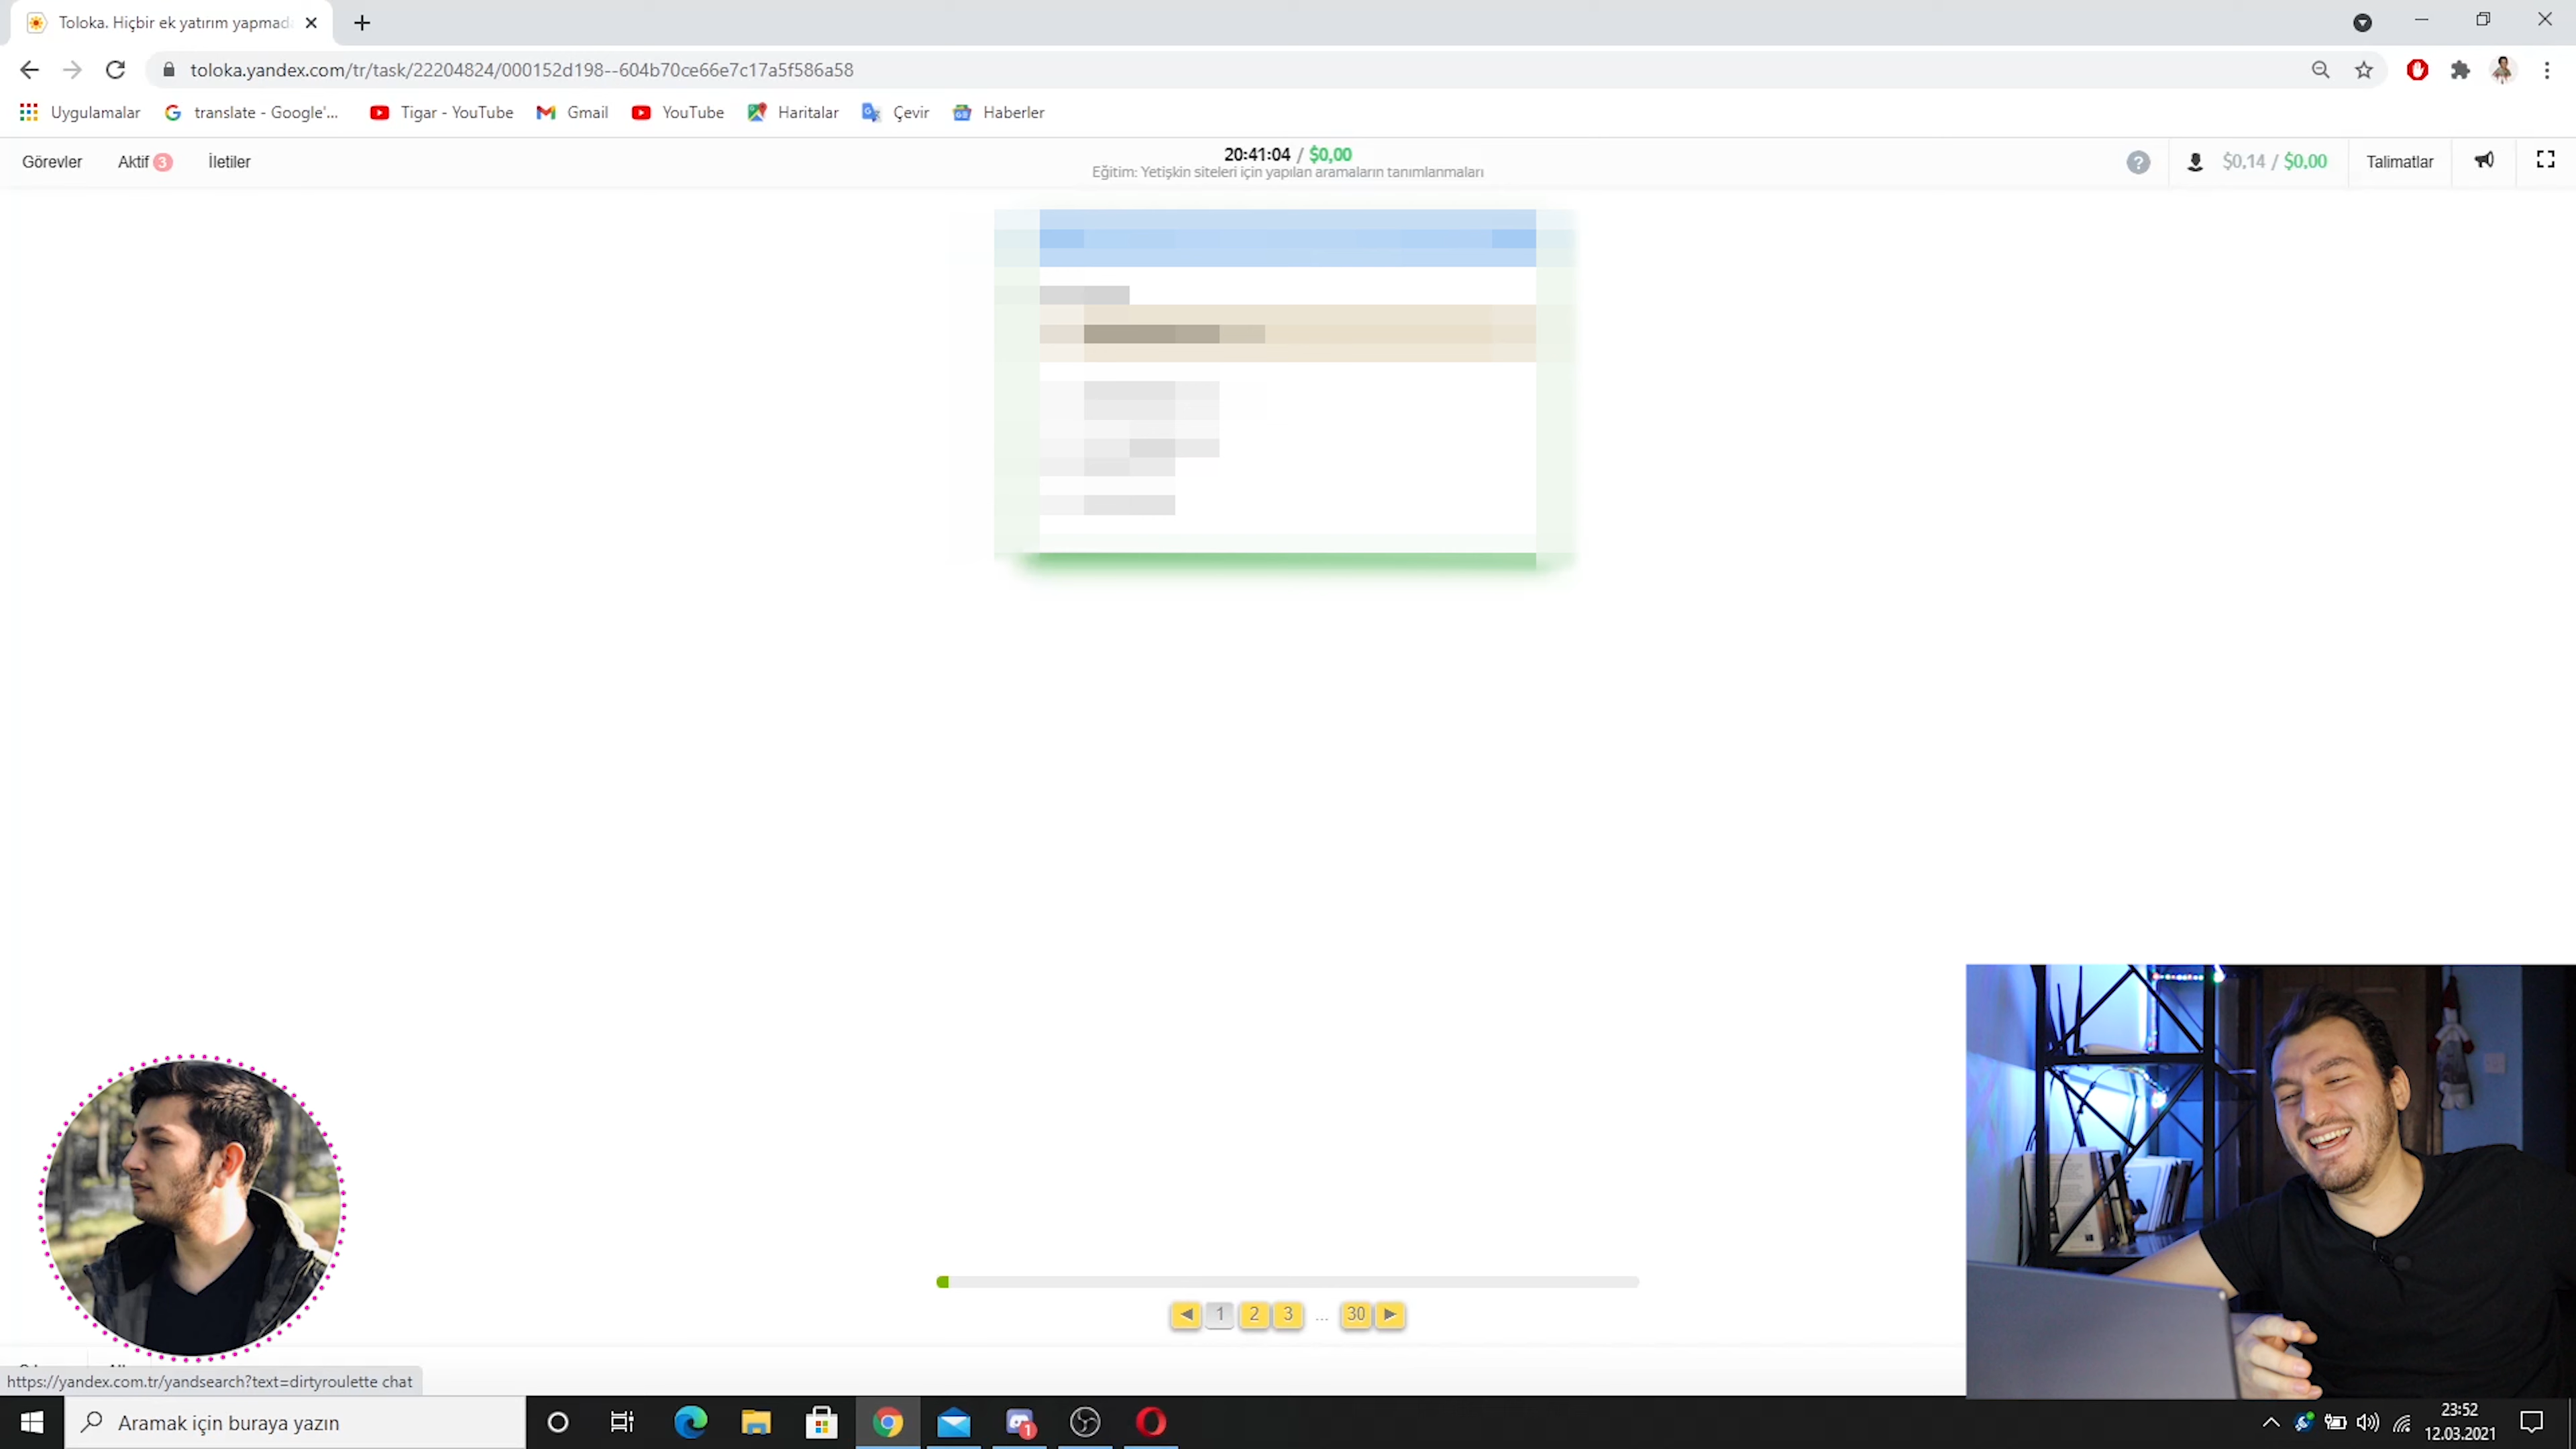 Toloka. Hiçbir ek yatırım yapmad
toloka.yandex.com/tr/task/22204824/000152d198--604b70ce66e7c17a5f586a58
Uygulamalar
translate - Google'...
Tigar - YouTube
Gmail
YouTube
Haritalar
Çevir
Haberler
Görevler
Aktif 3
İletiler
20:41:04 / $0,00
Eğitim: Yetişkin siteleri için yapılan aramaların tanımlanmaları
?
$0,14 / $0,00
Talimatlar
1 2 3 ... 30
https://yandex.com.tr/yandsearch?text=dirtyroulette chat
Aramak için buraya yazın
1
23:52
12.03.2021